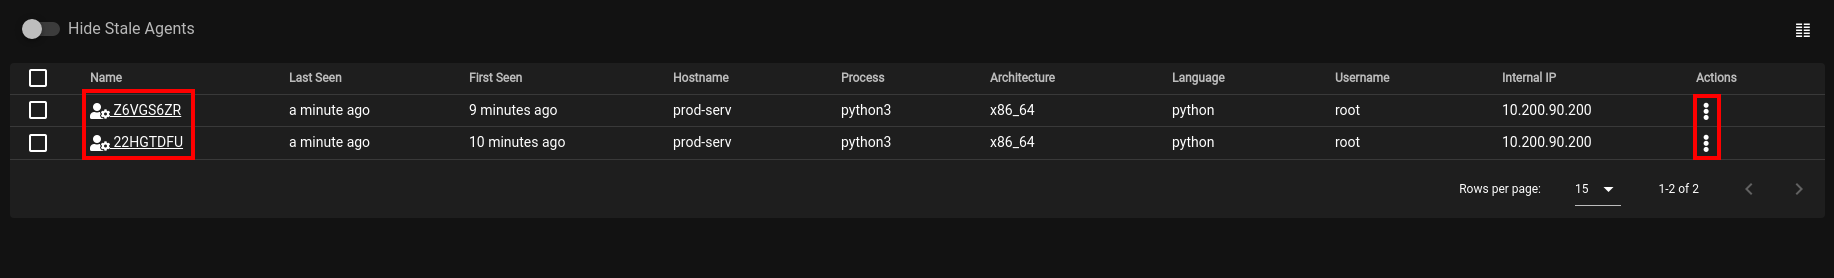 Hide Stale Agents
Name Last Seen First Seen Hostname Process Architecture Language Username Internal IP Actions
Z6VGS6ZR a minute ago 9 minutes ago prod-serv python3 x86_64 python root 10.200.90.200
22HGTDFU a minute ago 10 minutes ago prod-serv python3 x86_64 python root 10.200.90.200
Rows per page: 15 1-2 of 2